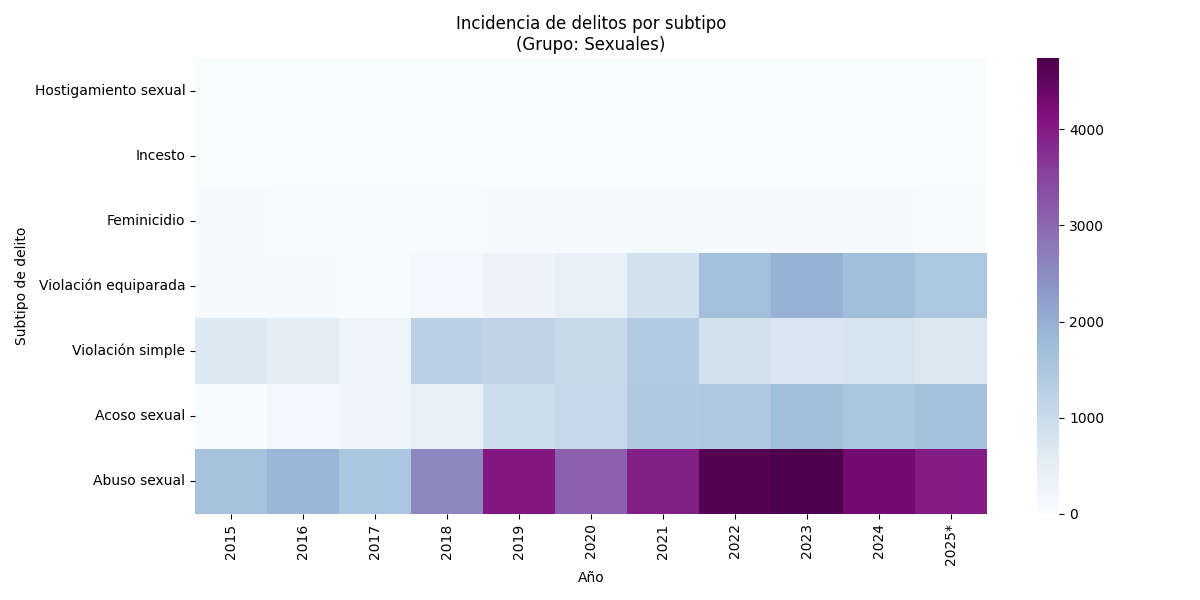 Incidencia de delitos por subtipo
(Grupo: Sexuales)
Subtipo de delito
Hostigamiento sexual
Incesto
Feminicidio
Violación equiparada
Violación simple
Acoso sexual
Abuso sexual
2015
2016
2017
2018
2019
2020
2021
2022
2023
2024
2025*
Año
4000
3000
2000
1000
0